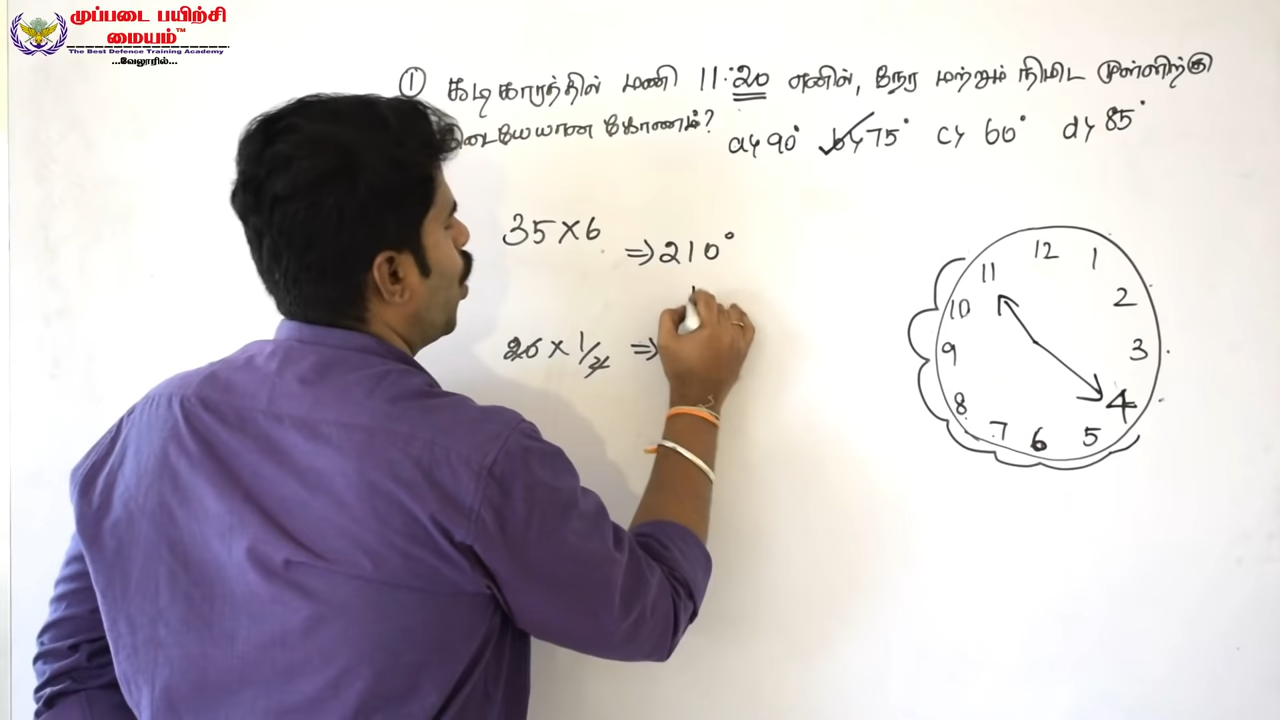 முப்படை பயிற்சி
மையம்™
The Best Defence Training Academy
...வேலூரில்...
① கடிகாரத்தில் மணி 11:20 எனில், நேர மற்றும் நிமிட முள்ளிற்கு
இடையேயான கோணம்?
a) 90° b) 75° c) 60° d) 85°
35×6 ⇒ 210°
20×1/2 ⇒
12
11 1
10 2
9 3
8 4
7 6 5